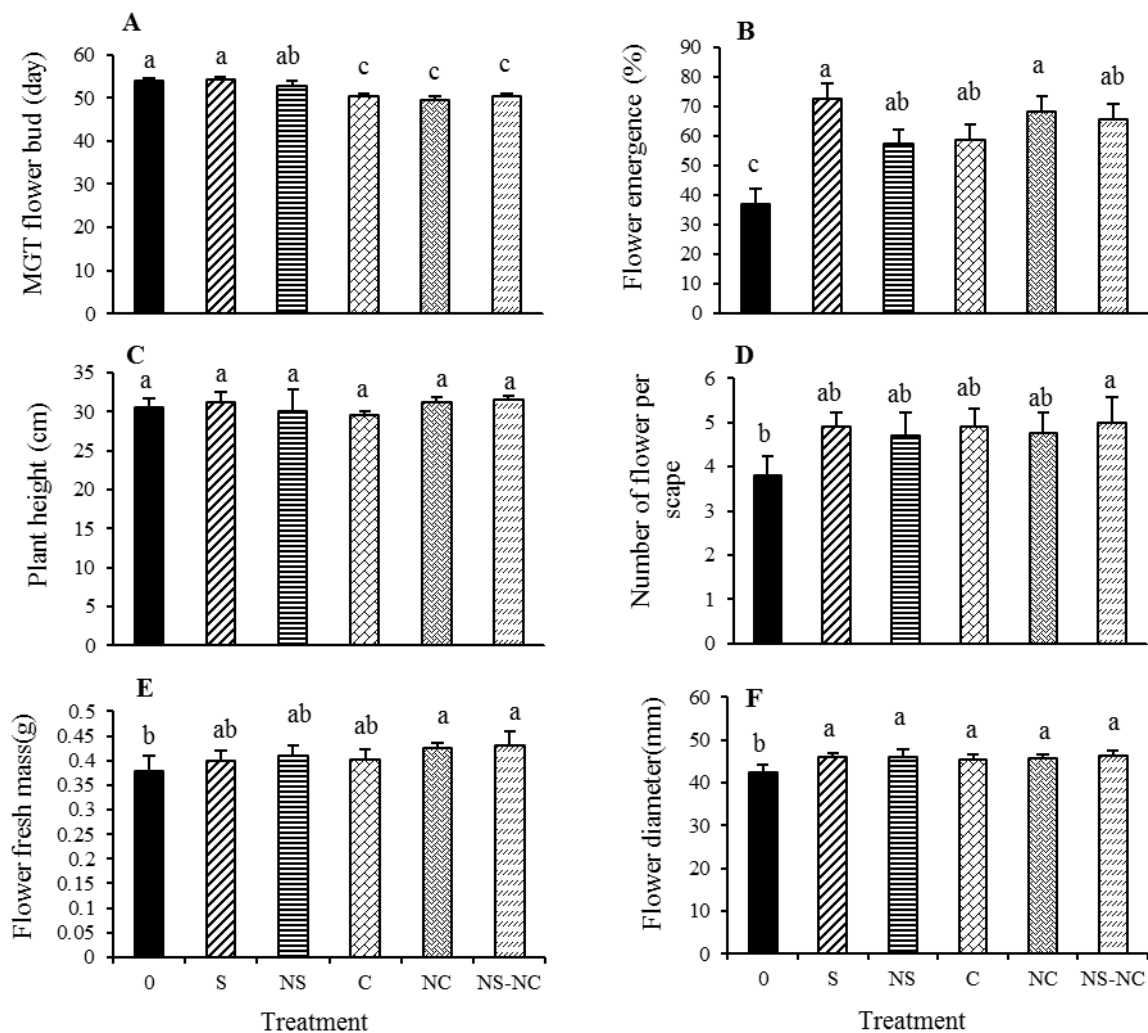 A
MGT flower bud (day)
60
50
40
30
20
10
0
a
a
ab
c
c
c
B
Flower emergence (%)
90
80
70
60
50
40
30
20
10
0
c
a
ab
ab
a
ab
C
Plant height (cm)
35
30
25
20
15
10
5
0
a
a
a
a
a
a
D
Number of flower per
scape
6
5
4
3
2
1
0
b
ab
ab
ab
ab
a
E
Flower fresh mass(g)
0.5
0.45
0.4
0.35
0.3
0.25
0.2
0.15
0.1
0.05
0
b
ab
ab
ab
a
a
0 S NS C NC NS-NC
Treatment
F
Flower diameter(mm)
60
50
40
30
20
10
0
b
a
a
a
a
a
0 S NS C NC NS-NC
Treatment